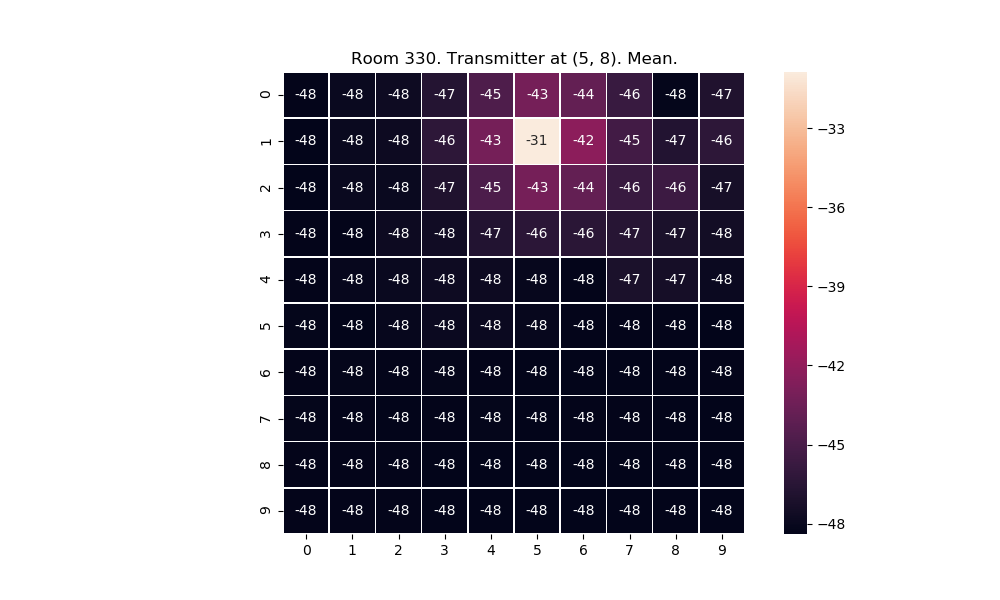 Room 330. Transmitter at (5, 8). Mean.
0 -48 -48 -48 -47 -45 -43 -44 -46 -48 -47
1 -48 -48 -48 -46 -43 -31 -42 -45 -47 -46
2 -48 -48 -48 -47 -45 -43 -44 -46 -46 -47
3 -48 -48 -48 -48 -47 -46 -46 -47 -47 -48
4 -48 -48 -48 -48 -48 -48 -48 -47 -47 -48
5 -48 -48 -48 -48 -48 -48 -48 -48 -48 -48
6 -48 -48 -48 -48 -48 -48 -48 -48 -48 -48
7 -48 -48 -48 -48 -48 -48 -48 -48 -48 -48
8 -48 -48 -48 -48 -48 -48 -48 -48 -48 -48
9 -48 -48 -48 -48 -48 -48 -48 -48 -48 -48
0 1 2 3 4 5 6 7 8 9
−33
−36
−39
−42
−45
−48